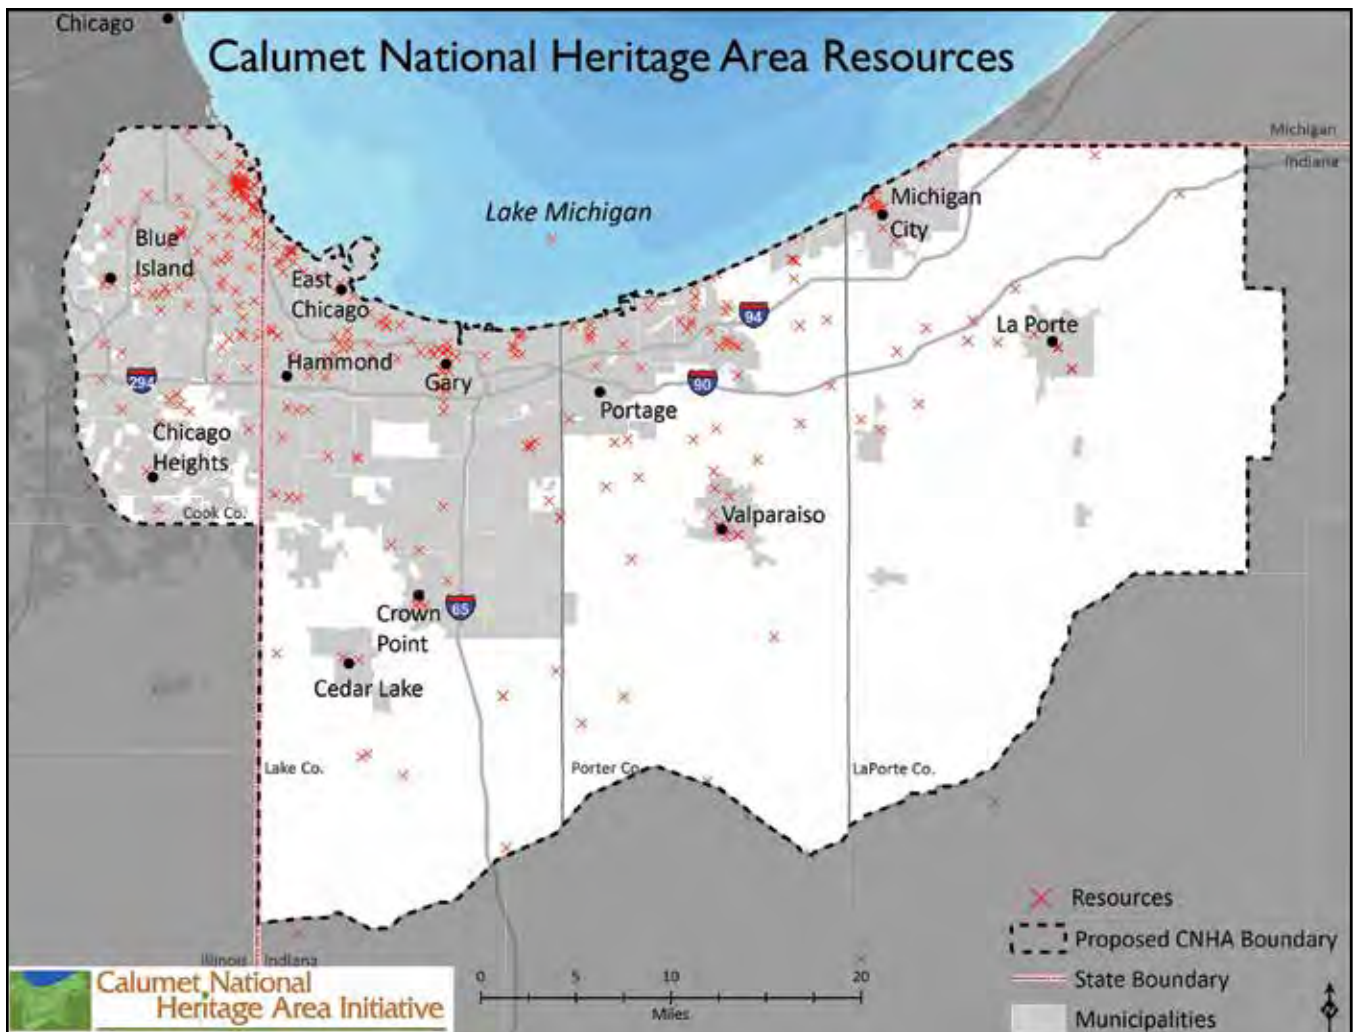 Chicago
Calumet National Heritage Area Resources
Michigan
Indiana
Lake Michigan
Michigan
City
Blue
Island
East
Chicago
94
La Porte
Hammond
Gary
294
90
Portage
Chicago
Heights
Cook Co.
Valparaiso
Crown
Point
65
Cedar Lake
Lake Co.
Porter Co.
LaPorte Co.
Resources
Proposed CNHA Boundary
State Boundary
Municipalities
Illinois Indiana
Calumet National
Heritage Area Initiative
0 5 10 20
Miles
N